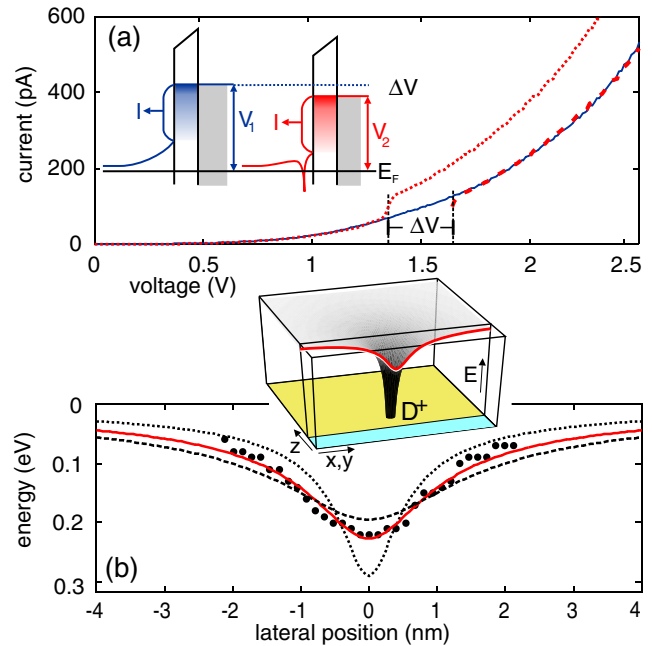 600
(a)
ΔV
400
I
V1
I
V2
current (pA)
EF
200
ΔV
0
0
0.5
1
1.5
2
2.5
voltage (V)
E
D+
z
x,y
0
0.1
energy (eV)
0.2
0.3
(b)
-4
-3
-2
-1
0
1
2
3
4
lateral position (nm)